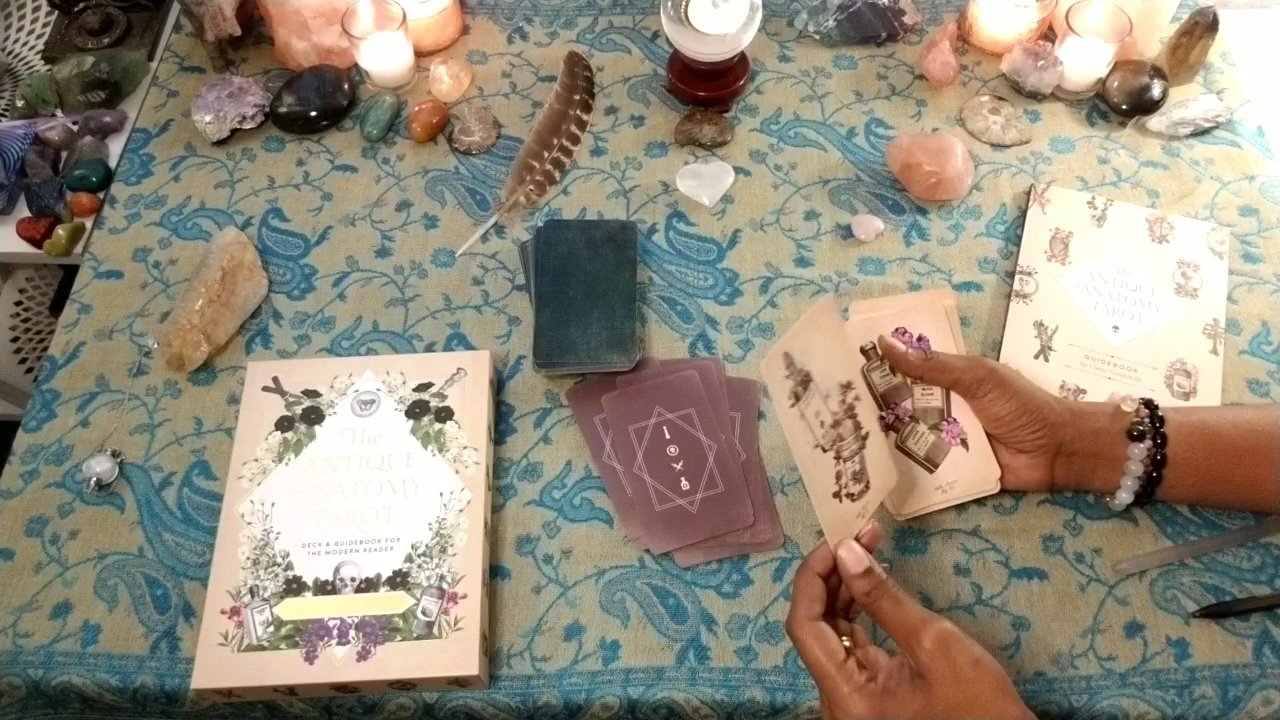 The
ANTIQUE
ANATOMY
TAROT
DECK & GUIDEBOOK FOR
THE MODERN READER
The
ANTIQUE
ANATOMY
TAROT
GUIDEBOOK